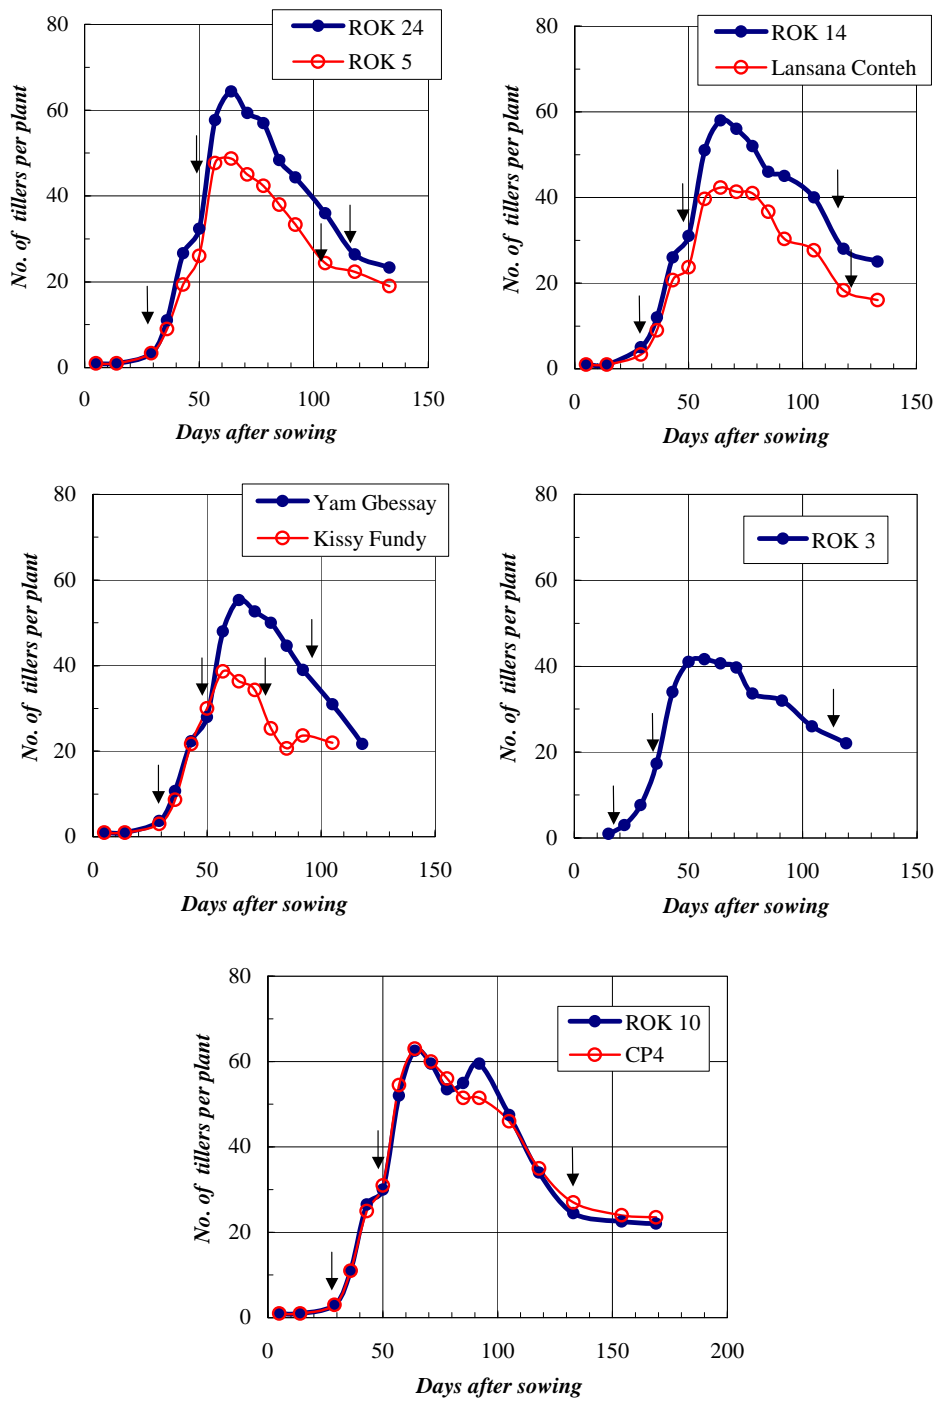 ROK 24
ROK 5
No. of tillers per plant
80
60
40
20
0
0 50 100 150
Days after sowing
ROK 14
Lansana Conteh
No. of tillers per plant
80
60
40
20
0
0 50 100 150
Days after sowing
Yam Gbessay
Kissy Fundy
No. of tillers per plant
80
60
40
20
0
0 50 100 150
Days after sowing
ROK 3
No. of tillers per plant
80
60
40
20
0
0 50 100 150
Days after sowing
ROK 10
CP4
No. of tillers per plant
80
60
40
20
0
0 50 100 150 200
Days after sowing